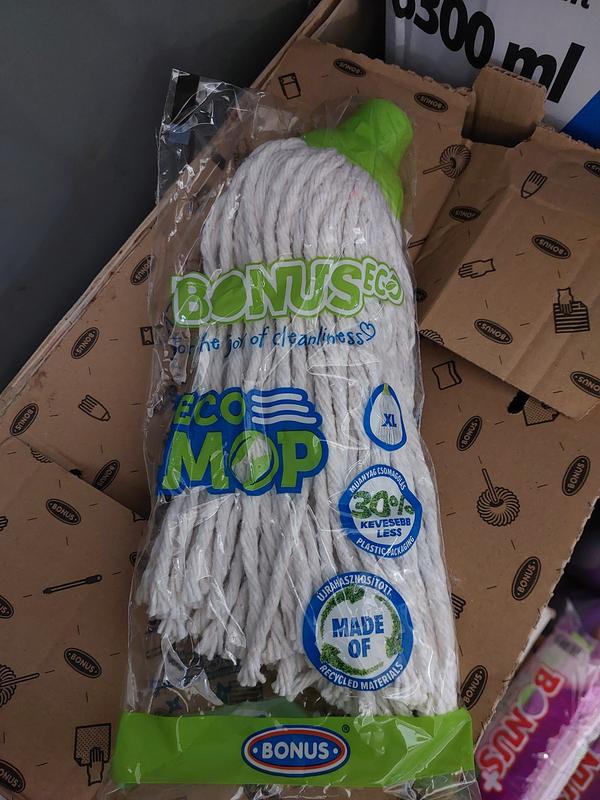 6300 ml
BONUS ECO
for the joy of cleanliness
ECO
MOP
XL
MŰANYAG CSOMAGOLÁS
30%
KEVESEBB
LESS
PLASTIC PACKAGING
ÚJRAHASZNOSÍTOTT
MADE
OF
RECYCLED MATERIALS
•BONUS•®
BONUS+